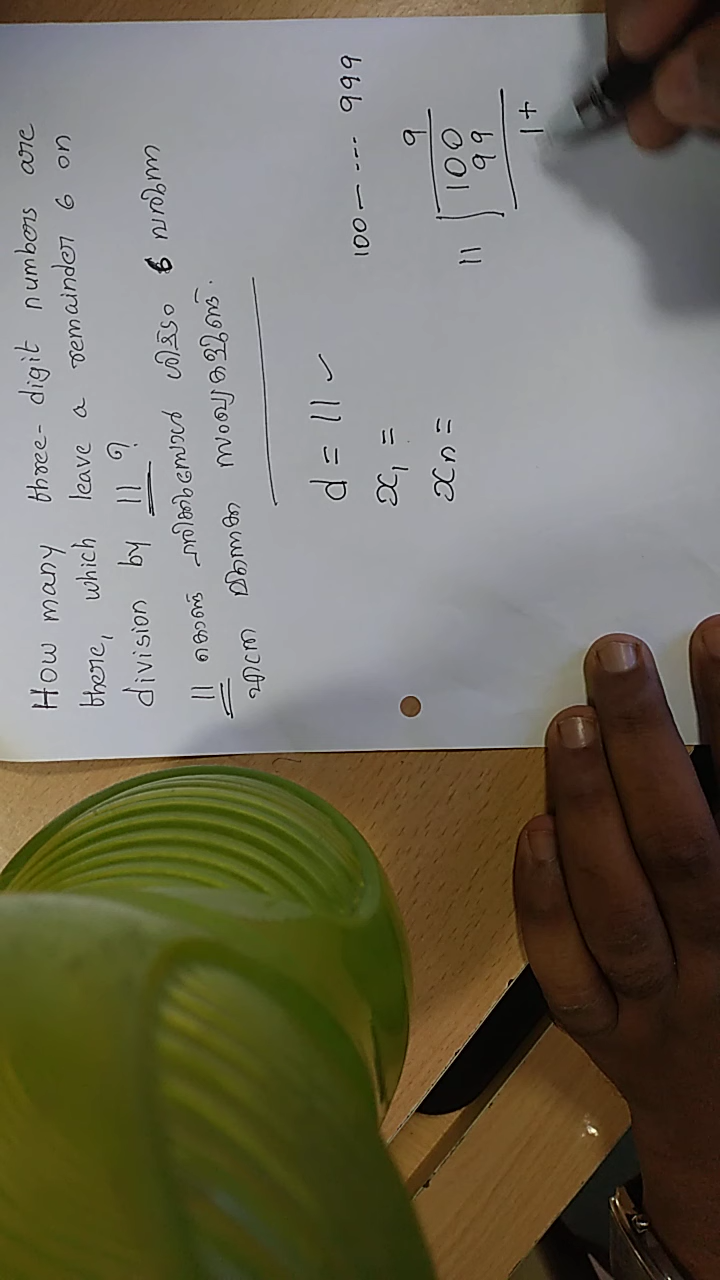 How many three-digit numbers are
there, which leave a remainder 6 on
division by 11 ?
11 കൊണ്ട് ഹരിക്കുമ്പോൾ ശിഷ്ടം 6 വരുന്ന
എത്ര മൂന്നക്ക സംഖ്യകളുണ്ട്.
100 — --- 999
d = 11 ✓
x₁ =
xn =
9
11 100
99
1+